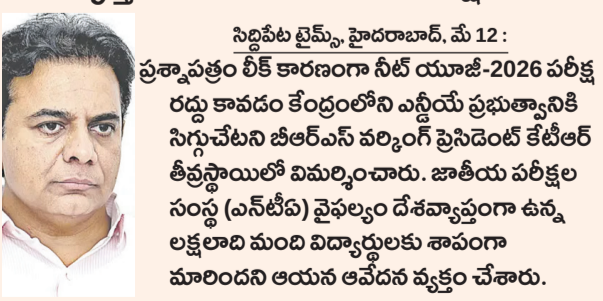 సిద్దిపేట టైమ్స్, హైదరాబాద్, మే 12 :
ప్రశ్నాపత్రం లీక్ కారణంగా నీట్ యూజీ-2026 పరీక్ష
రద్దు కావడం కేంద్రంలోని ఎన్డీయే ప్రభుత్వానికి
సిగ్గుచేటని బీఆర్ఎస్ వర్కింగ్ ప్రెసిడెంట్ కేటీఆర్
తీవ్రస్థాయిలో విమర్శించారు. జాతీయ పరీక్షల
సంస్థ (ఎన్‌టీఏ) వైఫల్యం దేశవ్యాప్తంగా ఉన్న
లక్షలాది మంది విద్యార్థులకు శాపంగా
మారిందని ఆయన ఆవేదన వ్యక్తం చేశారు.